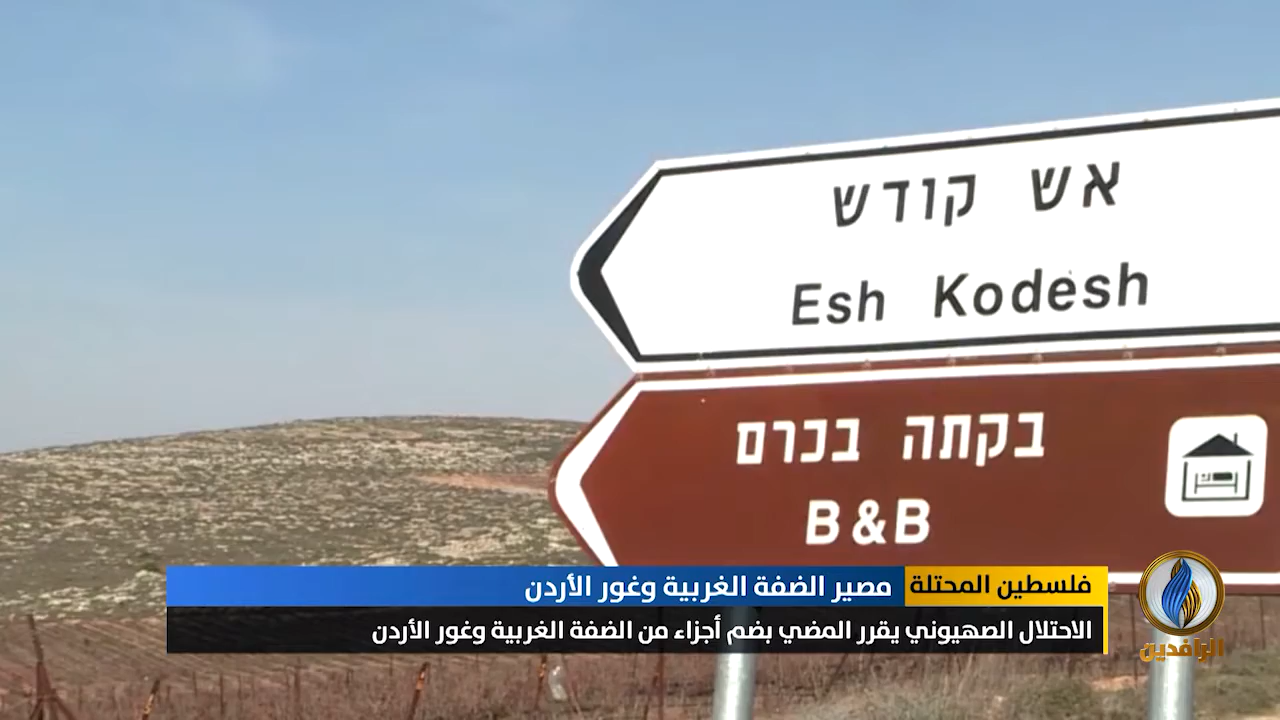 אש קודש
Esh Kodesh
בקתה בכרם
B&B
فلسطين المحتلة مصير الضفة الغربية وغور الأردن
الاحتلال الصهيوني يقرر المضي بضم أجزاء من الضفة الغربية وغور الأردن
الرافدين